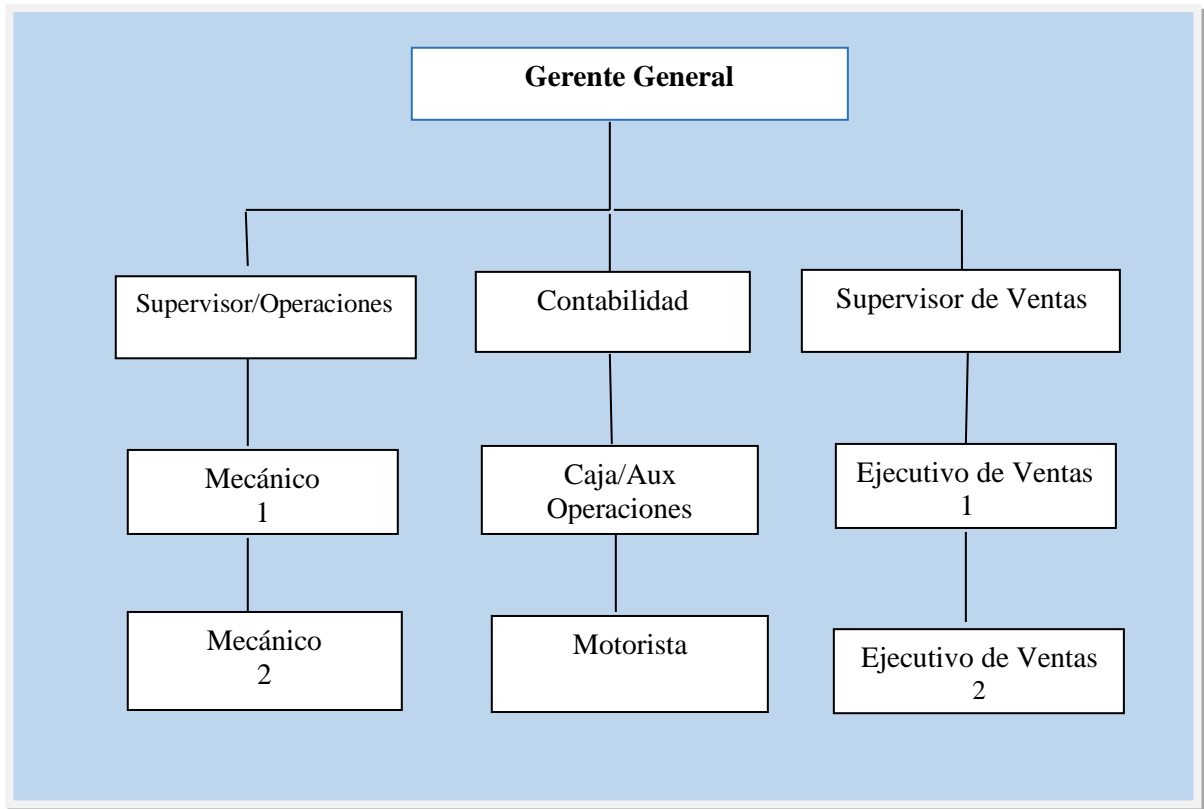 Gerente General
Supervisor/Operaciones
Contabilidad
Supervisor de Ventas
Mecánico
1
Caja/Aux
Operaciones
Ejecutivo de Ventas
1
Mecánico
2
Motorista
Ejecutivo de Ventas
2